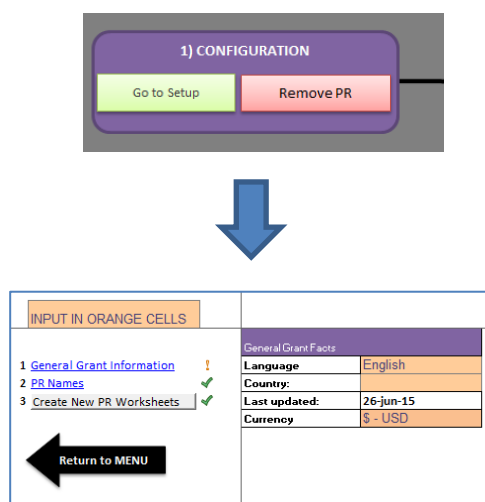 1) CONFIGURATION
Go to Setup
Remove PR
INPUT IN ORANGE CELLS
General Grant Facts
1 General Grant Information !
Language English
2 PR Names
Country:
3 Create New PR Worksheets
Last updated: 26-jun-15
Currency $ - USD
Return to MENU